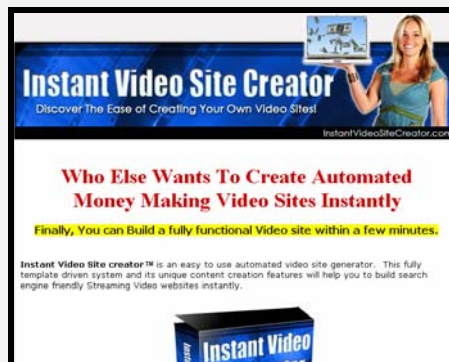 Instant Video Site Creator
Discover The Ease of Creating Your Own Video Sites!
InstantVideoSiteCreator.com
Who Else Wants To Create Automated
Money Making Video Sites Instantly
Finally, You can Build a fully functional Video site within a few minutes.
Instant Video Site creator™ is an easy to use automated video site generator. This fully
template driven system and its unique content creation features will help you to build search
engine friendly Streaming Video websites instantly.
Instant Video